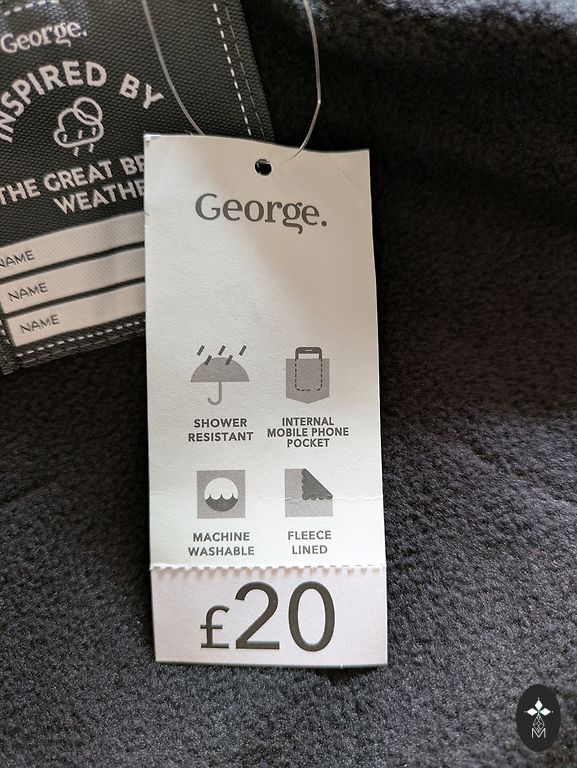 George.
INSPIRED BY
THE GREAT BR
WEATHE
NAME
NAME
NAME
George.
SHOWER
RESISTANT
INTERNAL
MOBILE PHONE
POCKET
MACHINE
WASHABLE
FLEECE
LINED
£20
M